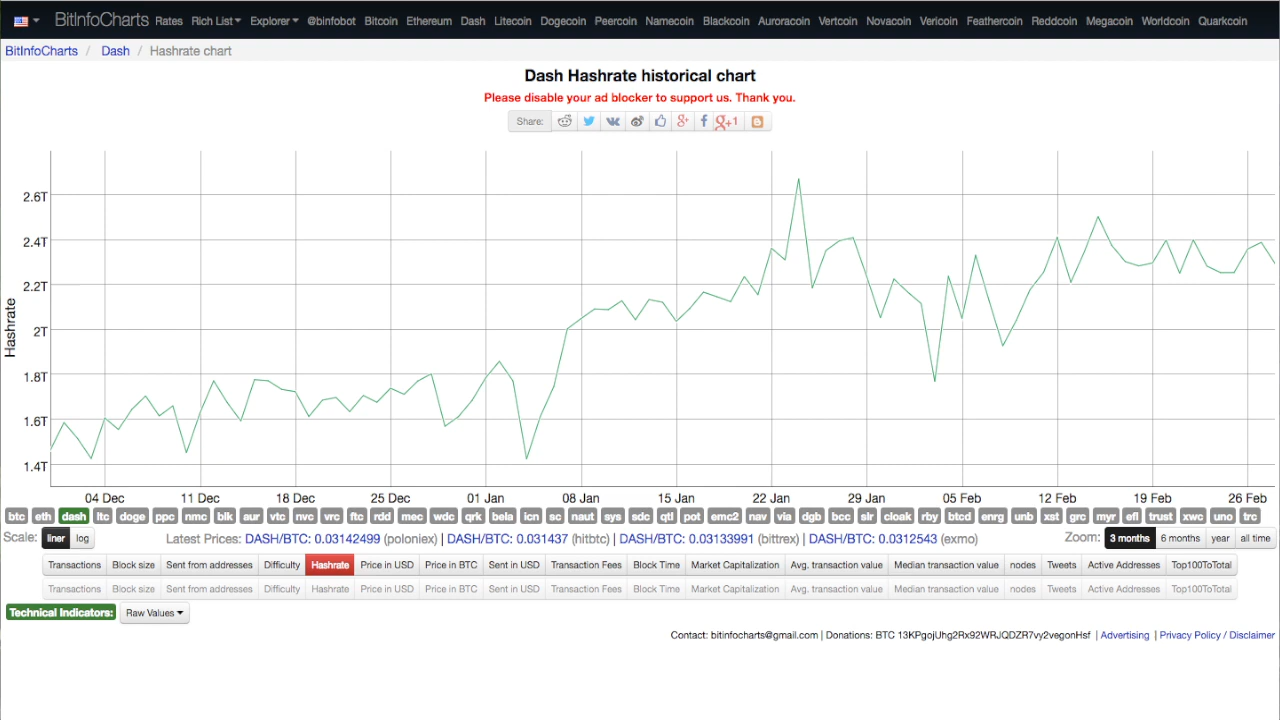 BitInfoCharts Rates Rich List Explorer @binfobot Bitcoin Ethereum Dash Litecoin Dogecoin Peercoin Namecoin Blackcoin Auroracoin Vertcoin Novacoin Vericoin Feathercoin Reddcoin Megacoin Worldcoin Quarkcoin
BitInfoCharts / Dash / Hashrate chart
Dash Hashrate historical chart
Please disable your ad blocker to support us. Thank you.
Share: g+ f g+1
2.6T
2.4T
2.2T
2T
1.8T
1.6T
1.4T
Hashrate
04 Dec 11 Dec 18 Dec 25 Dec 01 Jan 08 Jan 15 Jan 22 Jan 29 Jan 05 Feb 12 Feb 19 Feb 26 Feb
btc eth dash ltc doge ppc nmc blk aur vtc nvc vrc ftc rdd mec wdc qrk bela icn sc naut sys sdc qtl pot emc2 nav via dgb bcc slr cloak rby btcd enrg unb xst grc myr efl trust xwc uno trc
Scale: liner log Latest Prices: DASH/BTC: 0.03142499 (poloniex) | DASH/BTC: 0.031437 (hitbtc) | DASH/BTC: 0.03133991 (bittrex) | DASH/BTC: 0.0312543 (exmo) Zoom: 3 months 6 months year all time
Transactions Block size Sent from addresses Difficulty Hashrate Price in USD Price in BTC Sent in USD Transaction Fees Block Time Market Capitalization Avg. transaction value Median transaction value nodes Tweets Active Addresses Top100ToTotal
Transactions Block size Sent from addresses Difficulty Hashrate Price in USD Price in BTC Sent in USD Transaction Fees Block Time Market Capitalization Avg. transaction value Median transaction value nodes Tweets Active Addresses Top100ToTotal
Technical Indicators: Raw Values
Contact: bitinfocharts@gmail.com | Donations: BTC 13KPgojUhg2Rx92WRJQDZR7vy2vegonHsf | Advertising | Privacy Policy / Disclaimer